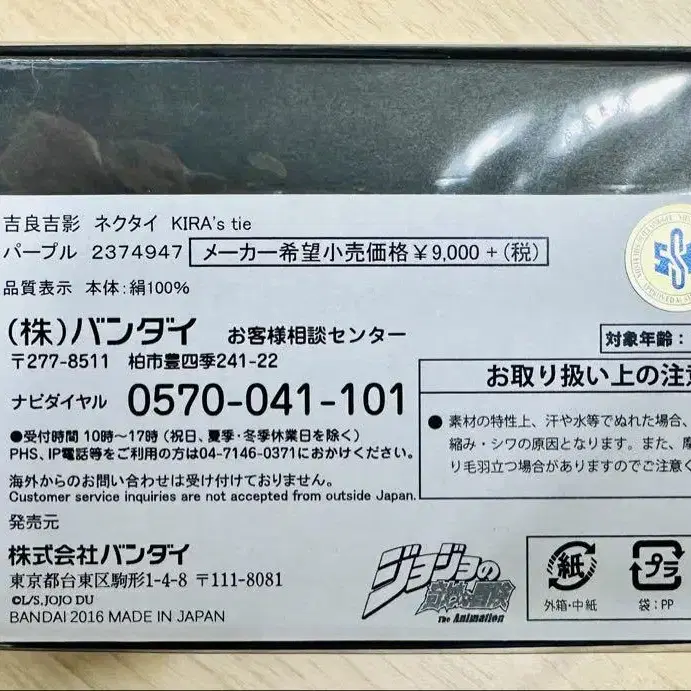 吉良吉影 ネクタイ KIRA's tie
パープル 2374947 メーカー希望小売価格¥9,000+(税)
品質表示 本体:絹100%
(株)バンダイ お客様相談センター
〒277-8511 柏市豊四季241-22
ナビダイヤル 0570-041-101
●受付時間 10時~17時(祝日、夏季・冬季休業日を除く)
PHS、IP電話等をご利用の方は04-7146-0371におかけください。
海外からのお問い合わせは受け付けておりません。
Customer service inquiries are not accepted from outside Japan.
発売元
株式会社バンダイ
東京都台東区駒形1-4-8 〒111-8081
©L/S,JOJO DU
BANDAI 2016 MADE IN JAPAN
対象年齢:
お取り扱い上の注意
● 素材の特性上、汗や水等でぬれた場合、
縮み・シワの原因となります。また、摩
り毛羽立つ場合がありますのでご注意く
ジョジョの
奇妙な冒険
The Animation
紙
外箱・中紙
プラ
袋:PP